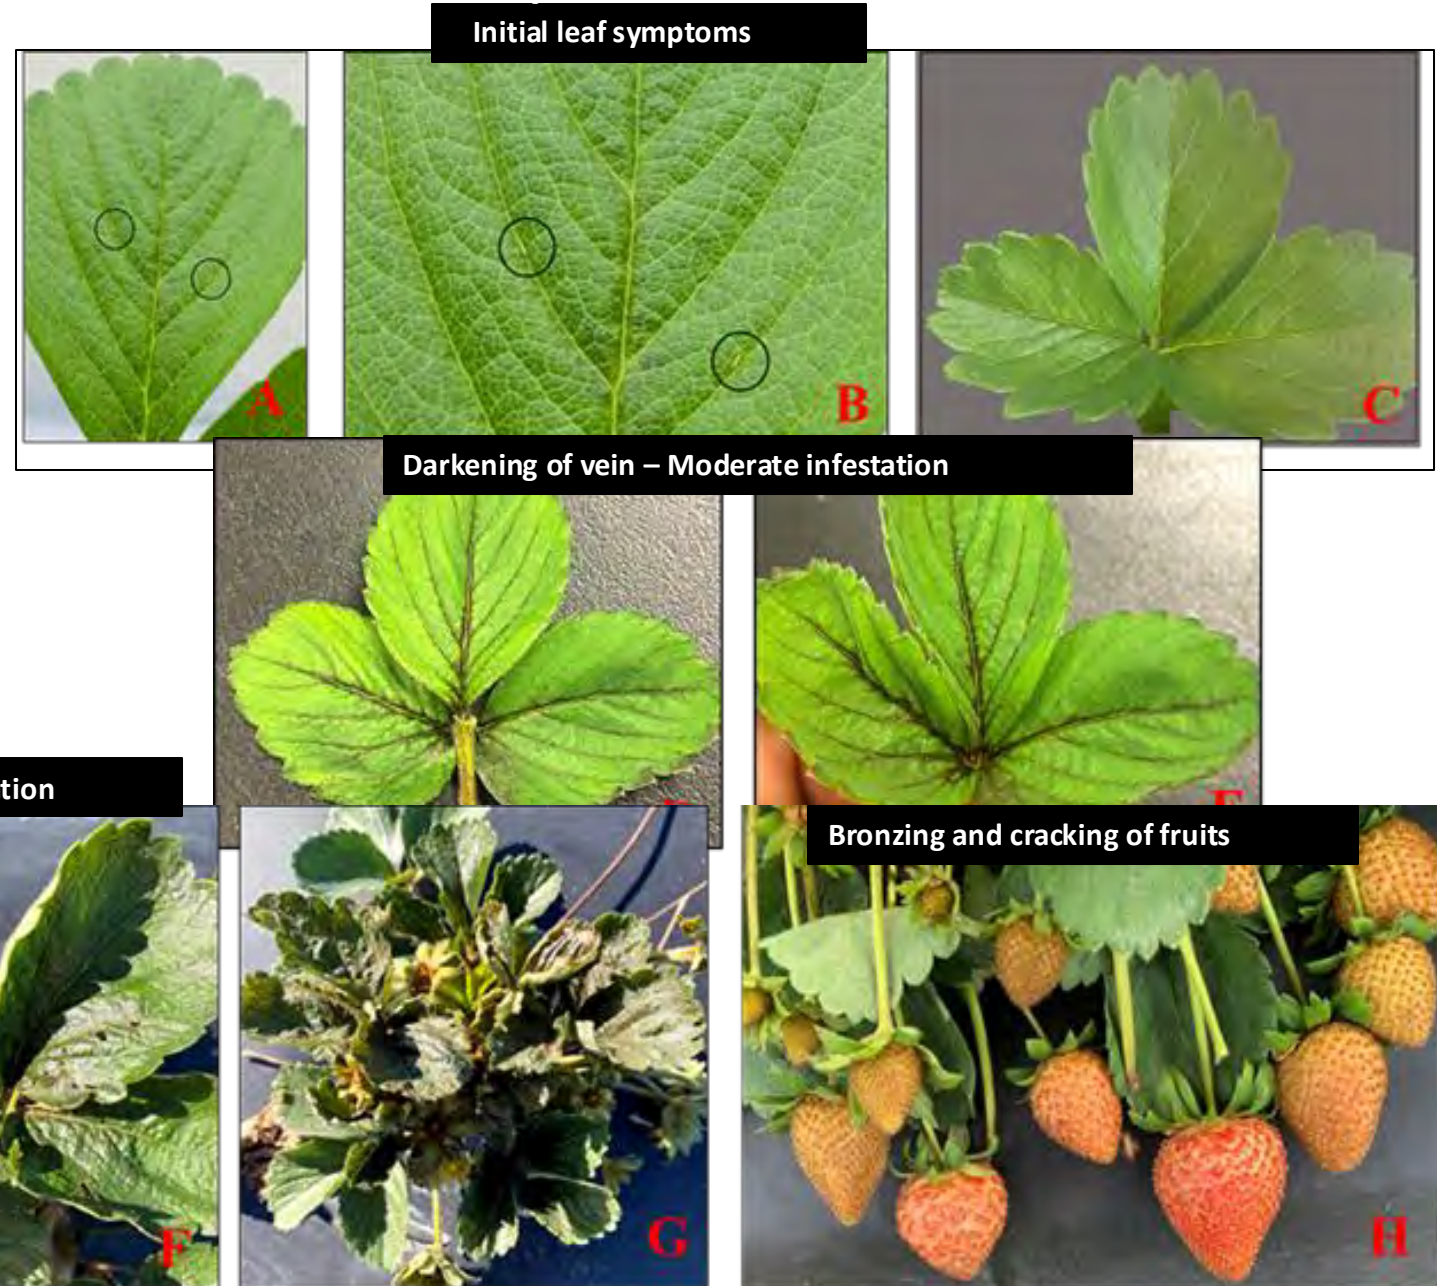 Initial leaf symptoms
A
B
C
Darkening of vein – Moderate infestation
tion
F
G
Bronzing and cracking of fruits
H